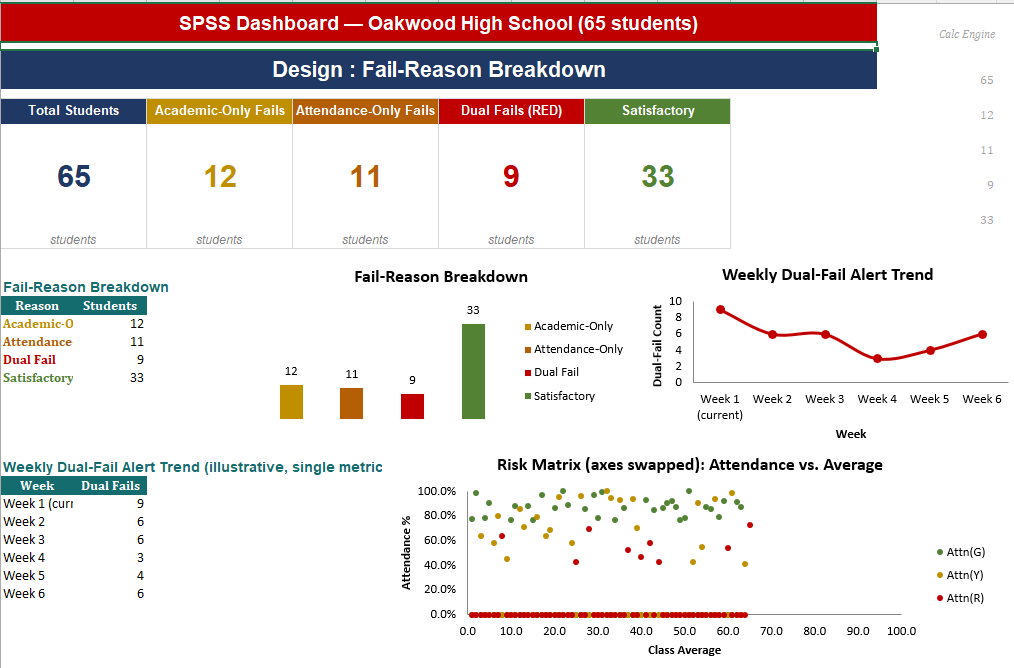 SPSS Dashboard — Oakwood High School (65 students)
Calc Engine
Design : Fail-Reason Breakdown
65
12
11
9
33
Total Students
Academic-Only Fails
Attendance-Only Fails
Dual Fails (RED)
Satisfactory
65
12
11
9
33
students
students
students
students
students
Fail-Reason Breakdown
Reason Students
Academic-O 12
Attendance 11
Dual Fail 9
Satisfactory 33
Fail-Reason Breakdown
12
11
9
33
Academic-Only
Attendance-Only
Dual Fail
Satisfactory
Weekly Dual-Fail Alert Trend
Dual-Fail Count
10
8
6
4
2
0
Week 1 (current)
Week 2
Week 3
Week 4
Week 5
Week 6
Week
Weekly Dual-Fail Alert Trend (illustrative, single metric
Week Dual Fails
Week 1 (curr 9
Week 2 6
Week 3 6
Week 4 3
Week 5 4
Week 6 6
Risk Matrix (axes swapped): Attendance vs. Average
Attendance %
100.0%
80.0%
60.0%
40.0%
20.0%
0.0%
0.0 10.0 20.0 30.0 40.0 50.0 60.0 70.0 80.0 90.0 100.0
Class Average
Attn(G)
Attn(Y)
Attn(R)